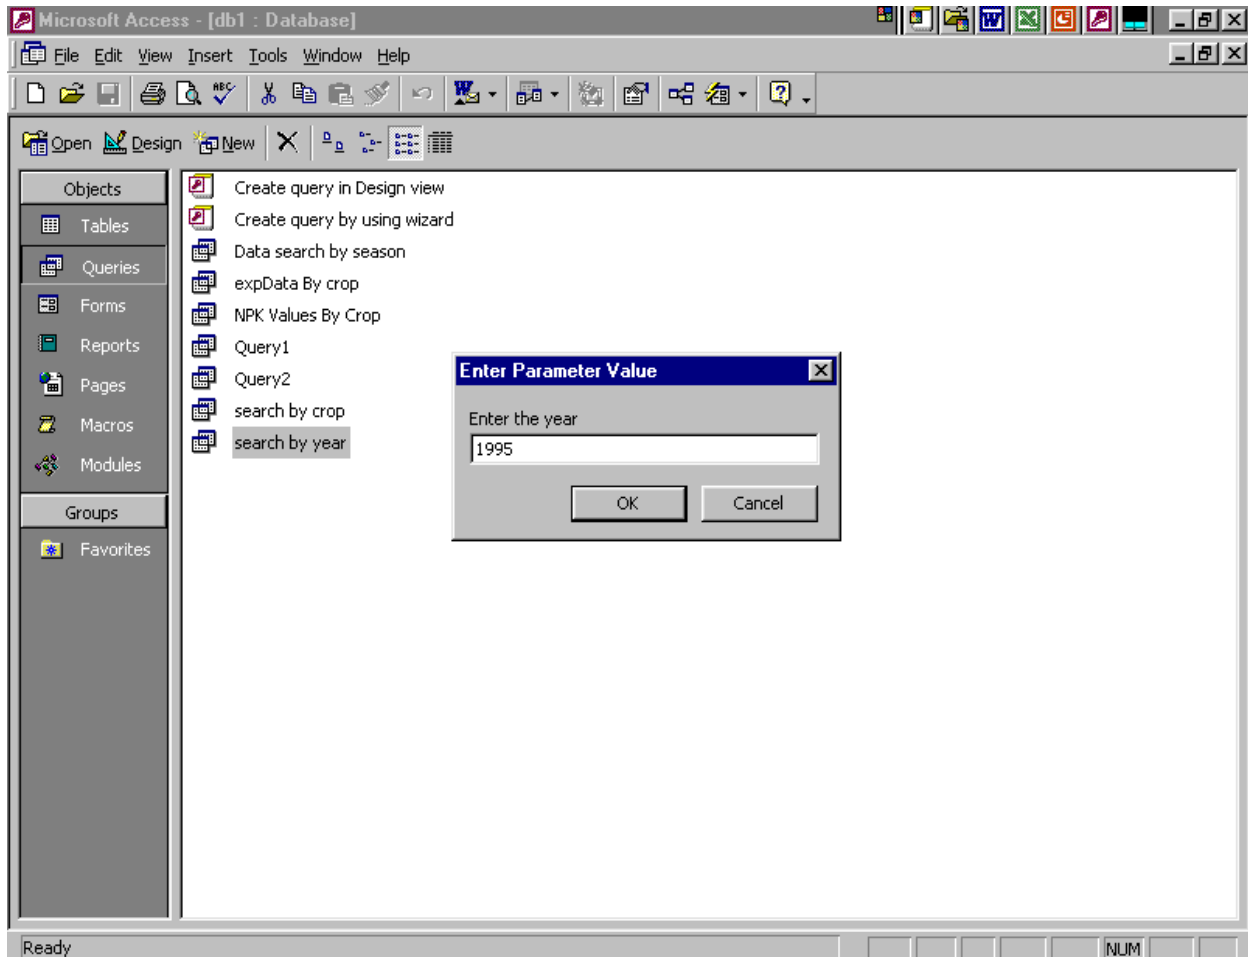 Microsoft Access - [db1 : Database]
File Edit View Insert Tools Window Help
Open Design New
Objects
Tables
Queries
Forms
Reports
Pages
Macros
Modules
Groups
Favorites
Create query in Design view
Create query by using wizard
Data search by season
expData By crop
NPK Values By Crop
Query1
Query2
search by crop
search by year
Enter Parameter Value
Enter the year
1995
OK Cancel
Ready NUM